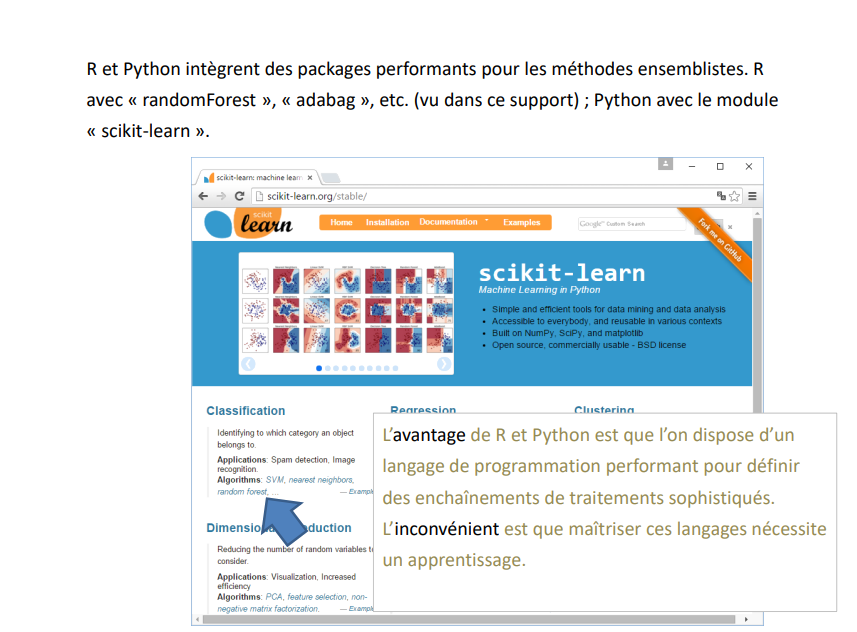 R et Python intègrent des packages performants pour les méthodes ensemblistes. R
avec « randomForest », « adabag », etc. (vu dans ce support) ; Python avec le module
« scikit-learn ».
scikit-learn: machine learn
scikit-learn.org/stable/
scikit
learn
Home Installation Documentation Examples
Google™ Custom Search
Fork me on GitHub
scikit-learn
Machine Learning in Python
• Simple and efficient tools for data mining and data analysis
• Accessible to everybody, and reusable in various contexts
• Built on NumPy, SciPy, and matplotlib
• Open source, commercially usable - BSD license
Classification
Identifying to which category an object
belongs to.
Applications: Spam detection, Image
recognition.
Algorithms: SVM, nearest neighbors,
random forest, ... — Exampl
Regression
Clustering
Dimensio uction
Reducing the number of random variables t
consider.
Applications: Visualization, Increased
efficiency
Algorithms: PCA, feature selection, non-
negative matrix factorization. — Exampl
L’avantage de R et Python est que l’on dispose d’un
langage de programmation performant pour définir
des enchaînements de traitements sophistiqués.
L’inconvénient est que maîtriser ces langages nécessite
un apprentissage.